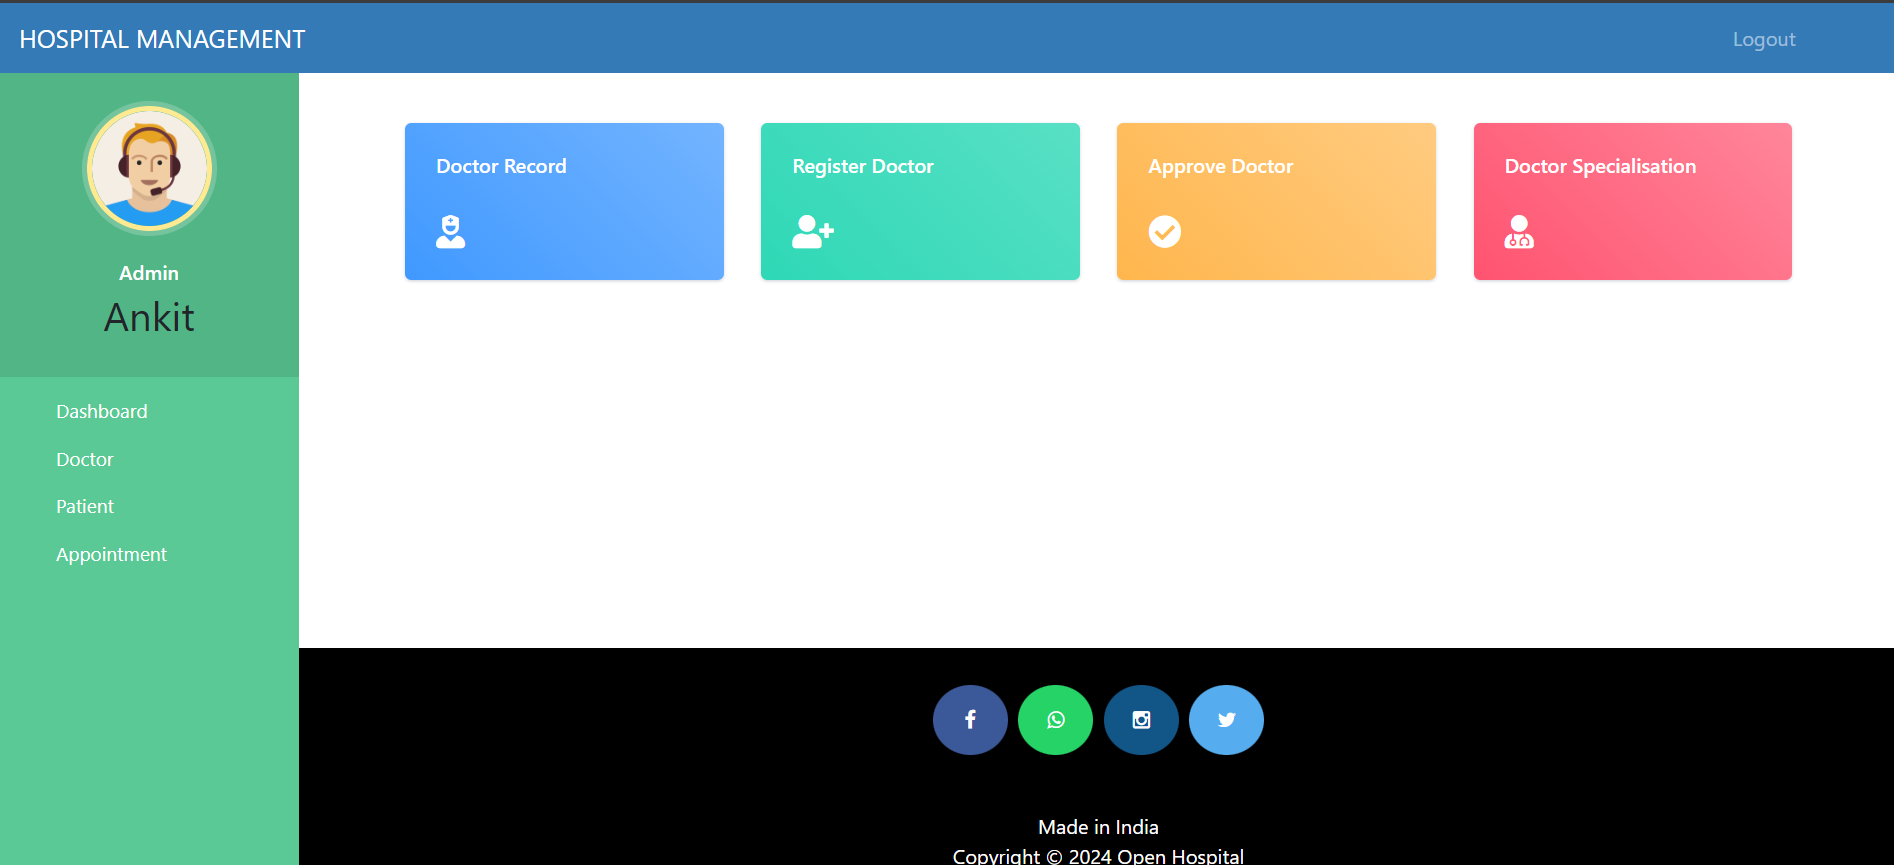 HOSPITAL MANAGEMENT
Logout
Admin
Ankit
Dashboard
Doctor
Patient
Appointment
Doctor Record
Register Doctor
Approve Doctor
Doctor Specialisation
Made in India
Copyright © 2024 Open Hospital